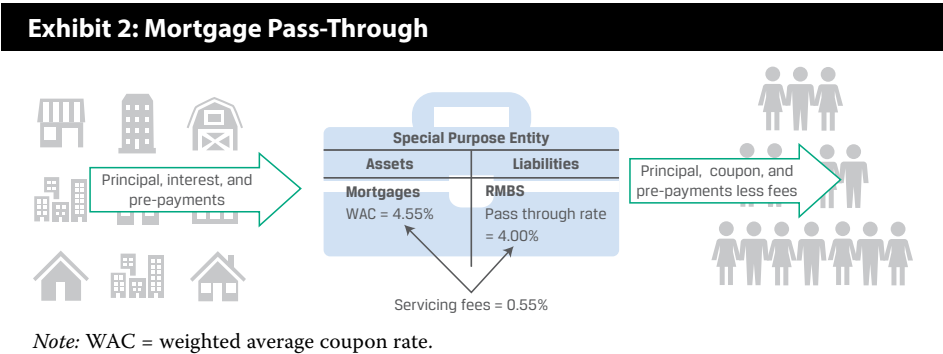 Exhibit 2: Mortgage Pass-Through
Special Purpose Entity
Assets
Liabilities
Principal, interest, and
pre-payments
Mortgages
WAC = 4.55%
RMBS
Pass through rate
= 4.00%
Principal, coupon, and
pre-payments less fees
Servicing fees = 0.55%
Note: WAC = weighted average coupon rate.